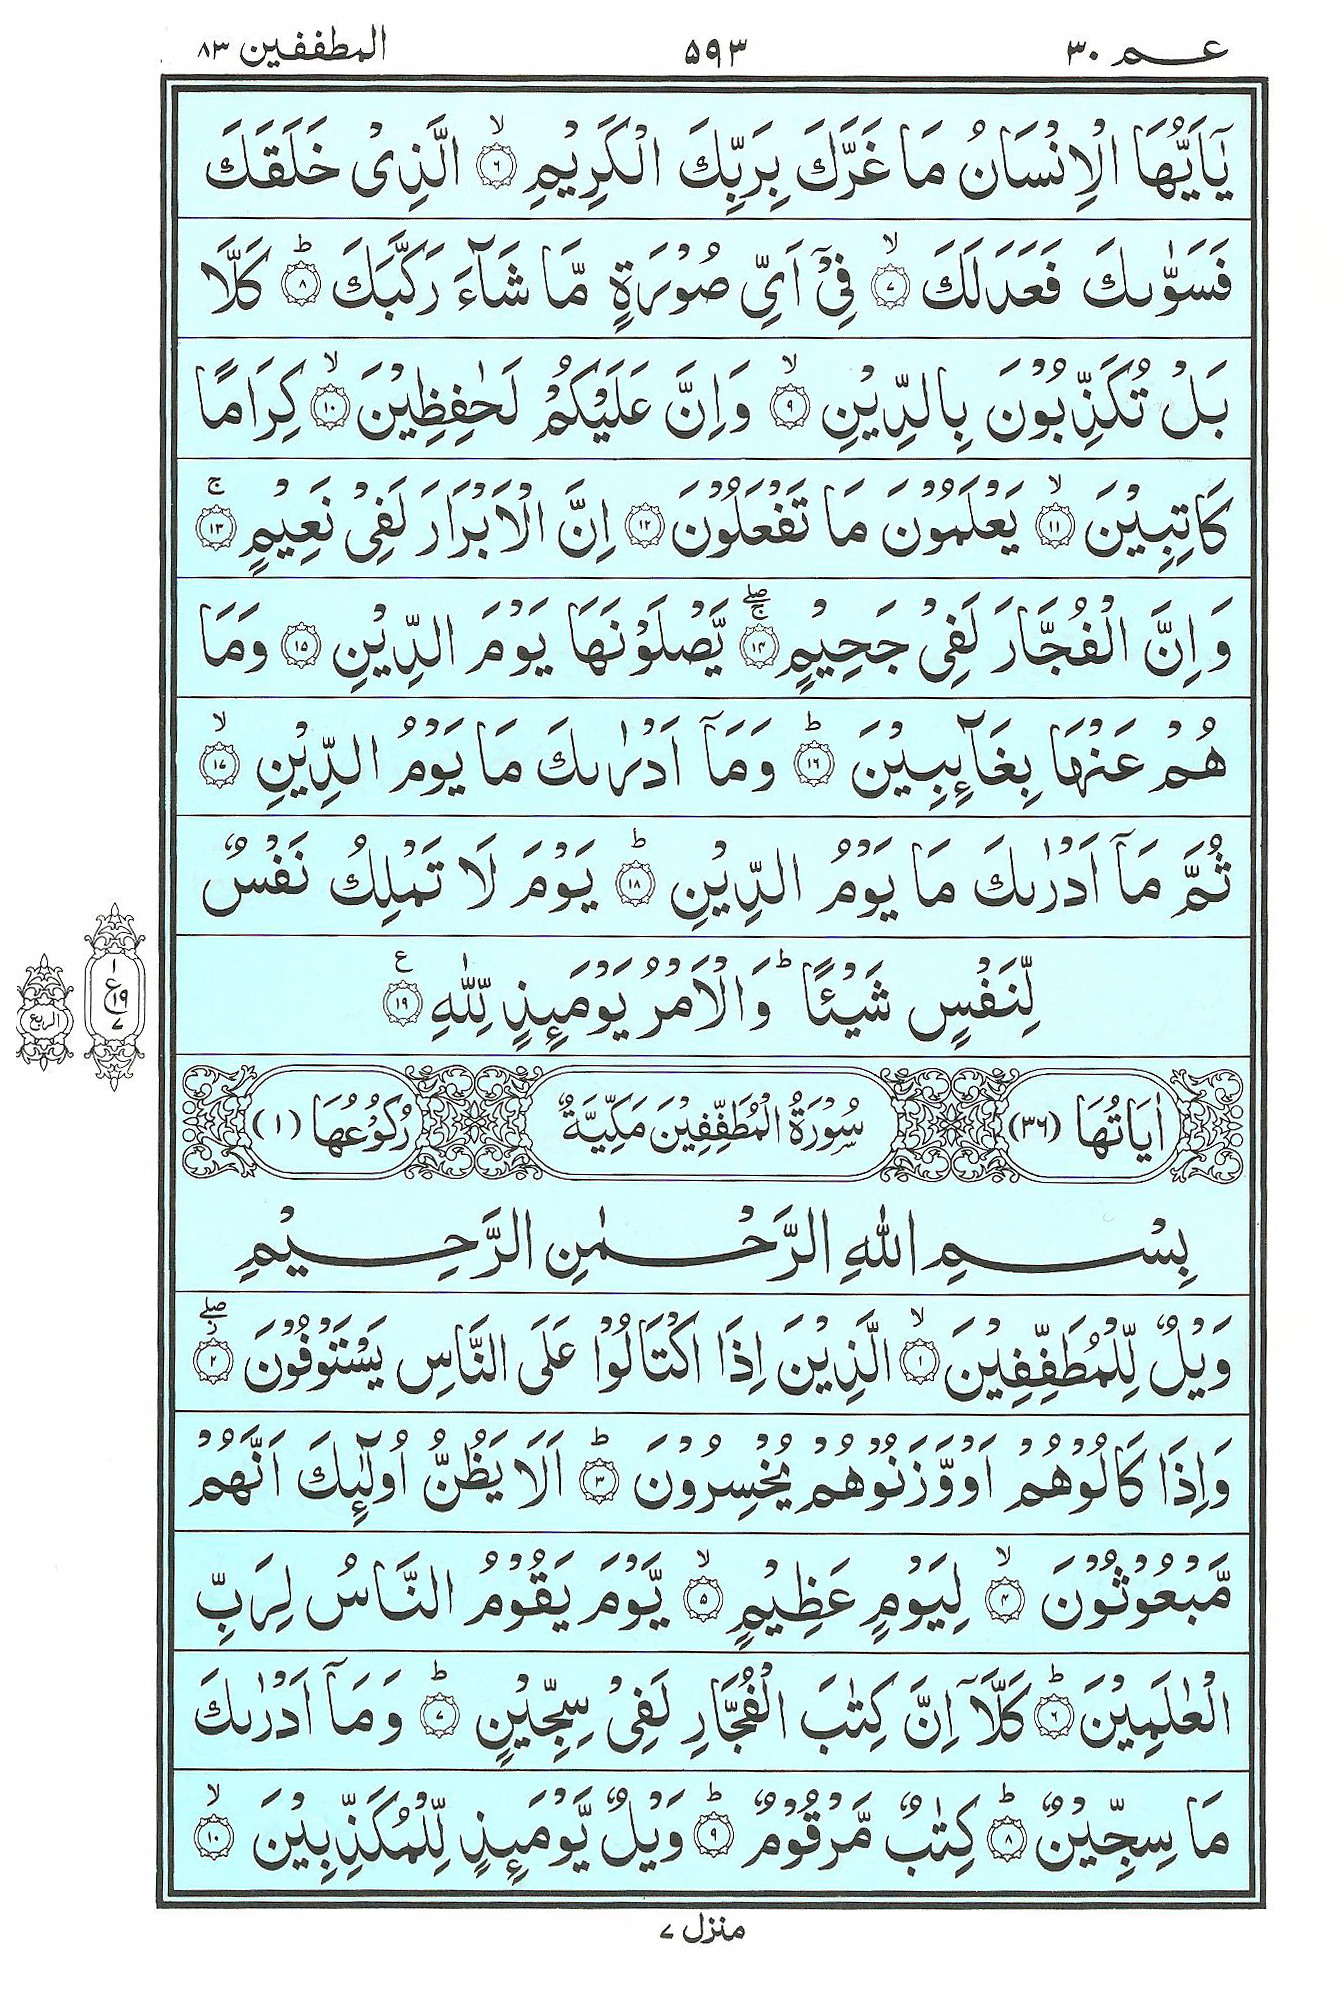 عـم ٣٠ ٥٩٣ المطففين ٨٣
يٰٓاَيُّهَا الْاِنْسَانُ مَا غَرَّكَ بِرَبِّكَ الْكَرِيْمِ ۙ﴿٦﴾ الَّذِىْ خَلَقَكَ
فَسَوّٰىكَ فَعَدَلَكَ ۙ﴿٧﴾ فِىْٓ اَىِّ صُوْرَةٍ مَّا شَآءَ رَكَّبَكَ ؕ﴿٨﴾ كَلَّا
بَلْ تُكَذِّبُوْنَ بِالدِّيْنِ ۙ﴿٩﴾ وَاِنَّ عَلَيْكُمْ لَحٰفِظِيْنَ ۙ﴿١٠﴾ كِرَامًا
كَاتِبِيْنَ ۙ﴿١١﴾ يَعْلَمُوْنَ مَا تَفْعَلُوْنَ ﴿١٢﴾ اِنَّ الْاَبْرَارَ لَفِىْ نَعِيْمٍ ۚ﴿١٣﴾
وَاِنَّ الْفُجَّارَ لَفِىْ جَحِيْمٍ ۚۖ﴿١٤﴾ يَّصْلَوْنَهَا يَوْمَ الدِّيْنِ ﴿١٥﴾ وَمَا
هُمْ عَنْهَا بِغَآئِبِيْنَ ؕ﴿١٦﴾ وَمَآ اَدْرٰىكَ مَا يَوْمُ الدِّيْنِ ۙ﴿١٧﴾
ثُمَّ مَآ اَدْرٰىكَ مَا يَوْمُ الدِّيْنِ ؕ﴿١٨﴾ يَوْمَ لَا تَمْلِكُ نَفْسٌ
لِّنَفْسٍ شَيْئًا ؕ وَالْاَمْرُ يَوْمَئِذٍ لِّلّٰهِ ﴿١٩﴾ ع
١ ع ١٩ ٧
الربع
اٰيَاتُهَا (٣٦) سُوْرَةُ الْمُطَفِّفِيْنَ مَكِّيَّةٌ رُكُوْعُهَا (١)
بِسْمِ اللّٰهِ الرَّحْمٰنِ الرَّحِيْمِ
وَيْلٌ لِّلْمُطَفِّفِيْنَ ۙ﴿١﴾ الَّذِيْنَ اِذَا اكْتَالُوْا عَلَى النَّاسِ يَسْتَوْفُوْنَ ۖز﴿٢﴾
وَاِذَا كَالُوْهُمْ اَوْ وَّزَنُوْهُمْ يُخْسِرُوْنَ ؕ﴿٣﴾ اَلَا يَظُنُّ اُولٰٓئِكَ اَنَّهُمْ
مَّبْعُوْثُوْنَ ۙ﴿٤﴾ لِيَوْمٍ عَظِيْمٍ ۙ﴿٥﴾ يَّوْمَ يَقُوْمُ النَّاسُ لِرَبِّ
الْعٰلَمِيْنَ ؕ﴿٦﴾ كَلَّآ اِنَّ كِتٰبَ الْفُجَّارِ لَفِىْ سِجِّيْنٍ ؕ﴿٧﴾ وَمَآ اَدْرٰىكَ
مَا سِجِّيْنٌ ؕ﴿٨﴾ كِتٰبٌ مَّرْقُوْمٌ ؕ﴿٩﴾ وَيْلٌ يَّوْمَئِذٍ لِّلْمُكَذِّبِيْنَ ۙ﴿١٠﴾
منزل ٧